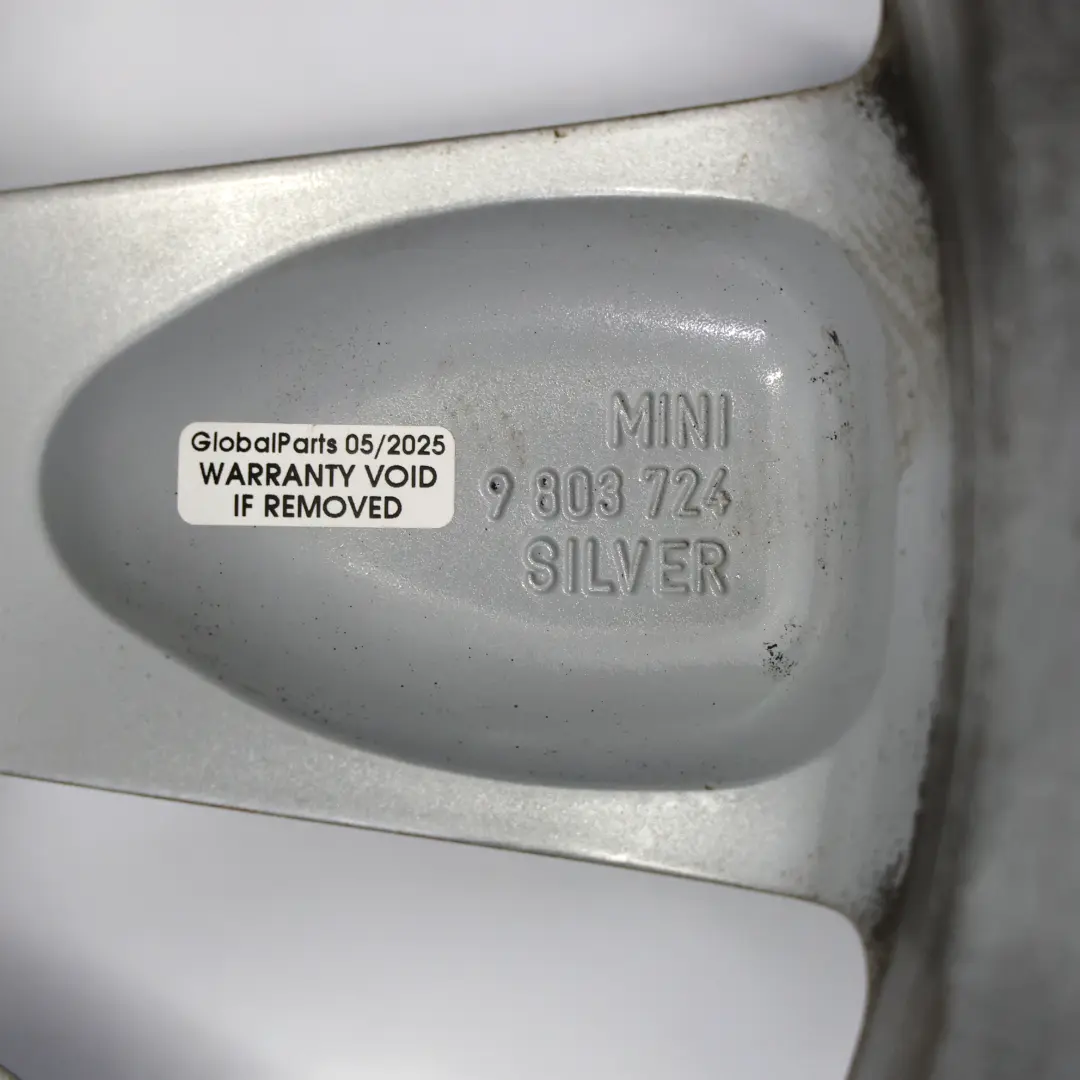 GlobalParts 05/2025
WARRANTY VOID
IF REMOVED
MINI
9 803 724
SILVER